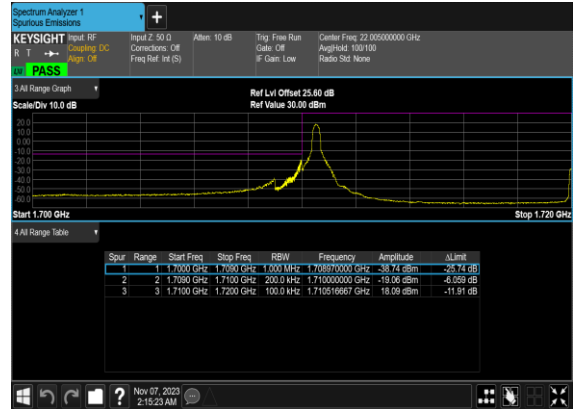 Spectrum Analyzer 1
Spurious Emissions
+
KEYSIGHT Input: RF Input Z: 50 Ω Atten: 10 dB Trig: Free Run Center Freq: 22.005000000 GHz
R T Coupling: DC Corrections: Off Gate: Off Avg|Hold: 100/100
Align: Off Freq Ref: Int (S) IF Gain: Low Radio Std: None
PASS
3 All Range Graph
Ref Lvl Offset 25.60 dB
Scale/Div 10.0 dB Ref Value 30.00 dBm
20.0
10.0
0.00
-10.0
-20.0
-30.0
-40.0
-50.0
-60.0
Start 1.700 GHz Stop 1.720 GHz
4 All Range Table
Spur Range Start Freq Stop Freq RBW Frequency Amplitude ΔLimit
1 1 1.7000 GHz 1.7090 GHz 1.000 MHz 1.708970000 GHz -38.74 dBm -25.74 dB
2 2 1.7090 GHz 1.7100 GHz 200.0 kHz 1.710000000 GHz -19.06 dBm -6.059 dB
3 3 1.7100 GHz 1.7200 GHz 100.0 kHz 1.710516667 GHz 18.09 dBm -11.91 dB
? Nov 07, 2023
2:15:23 AM